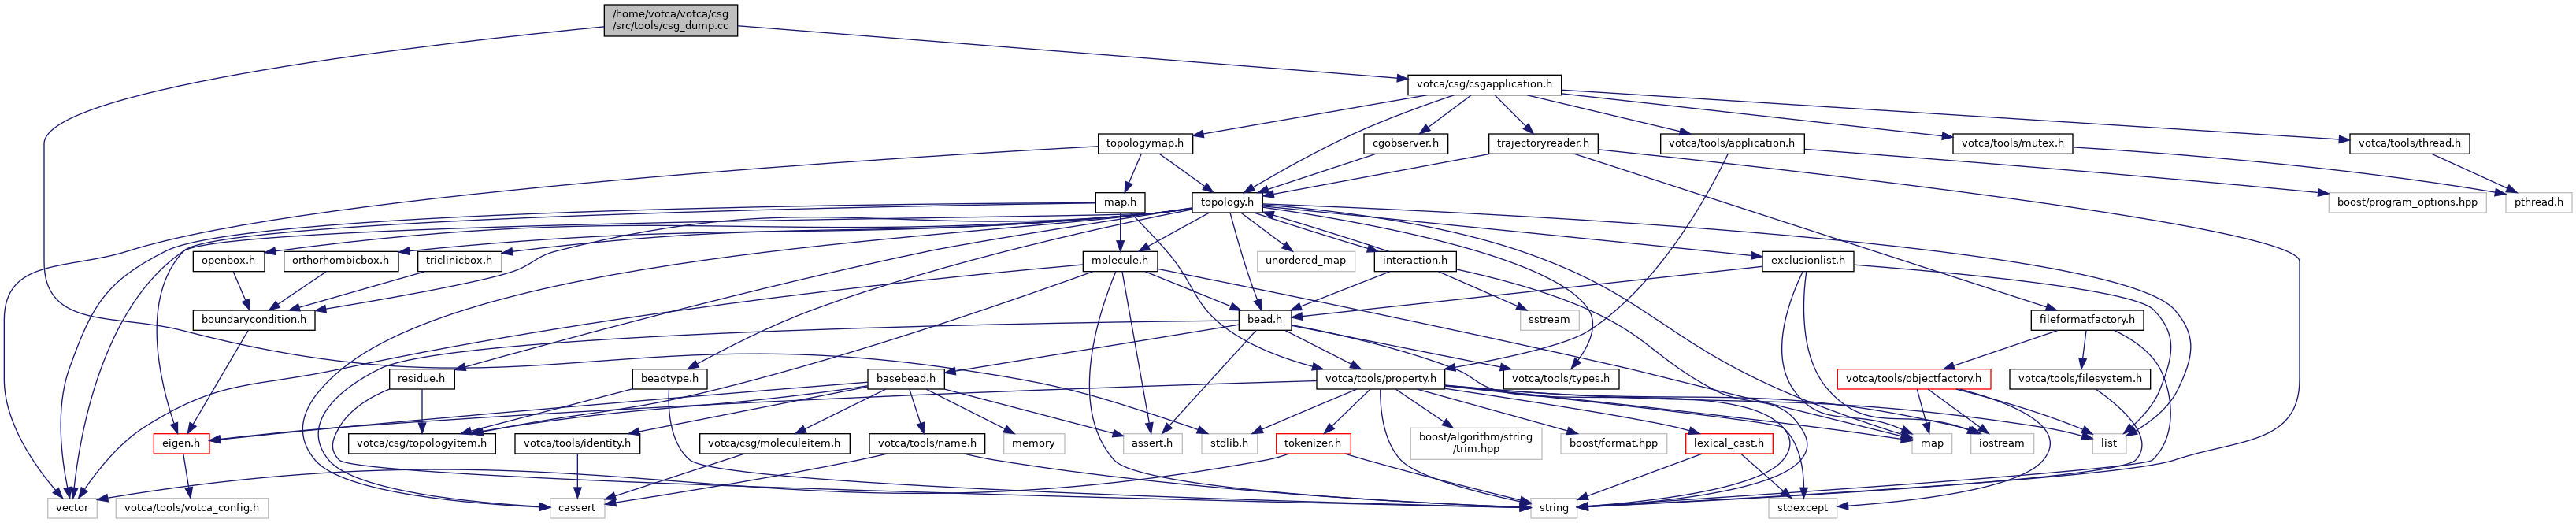 /home/votca/votca/csg
/src/tools/csg_dump.cc
votca/csg/csgapplication.h
topologymap.h
cgobserver.h
trajectoryreader.h
votca/tools/application.h
votca/tools/mutex.h
votca/tools/thread.h
map.h
topology.h
boost/program_options.hpp
pthread.h
openbox.h
orthorhombicbox.h
triclinicbox.h
molecule.h
unordered_map
interaction.h
exclusionlist.h
boundarycondition.h
bead.h
sstream
fileformatfactory.h
residue.h
beadtype.h
basebead.h
votca/tools/property.h
votca/tools/types.h
votca/tools/objectfactory.h
votca/tools/filesystem.h
eigen.h
votca/csg/topologyitem.h
votca/tools/identity.h
votca/csg/moleculeitem.h
votca/tools/name.h
memory
assert.h
stdlib.h
tokenizer.h
boost/algorithm/string
/trim.hpp
boost/format.hpp
lexical_cast.h
map
iostream
list
vector
votca/tools/votca_config.h
cassert
string
stdexcept